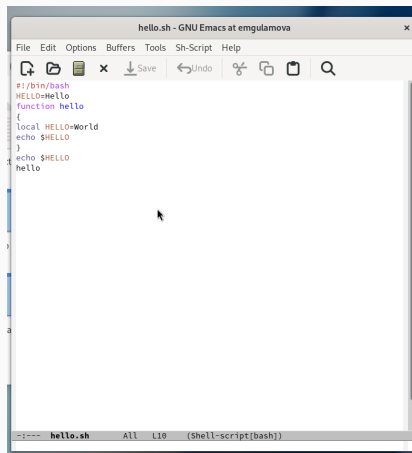 hello.sh - GNU Emacs at emgulamova
File Edit Options Buffers Tools Sh-Script Help
Save Undo
#!/bin/bash
HELLO=Hello
function hello
{
local HELLO=World
echo $HELLO
}
echo $HELLO
hello
-:--- hello.sh All L10 (Shell-script[bash])